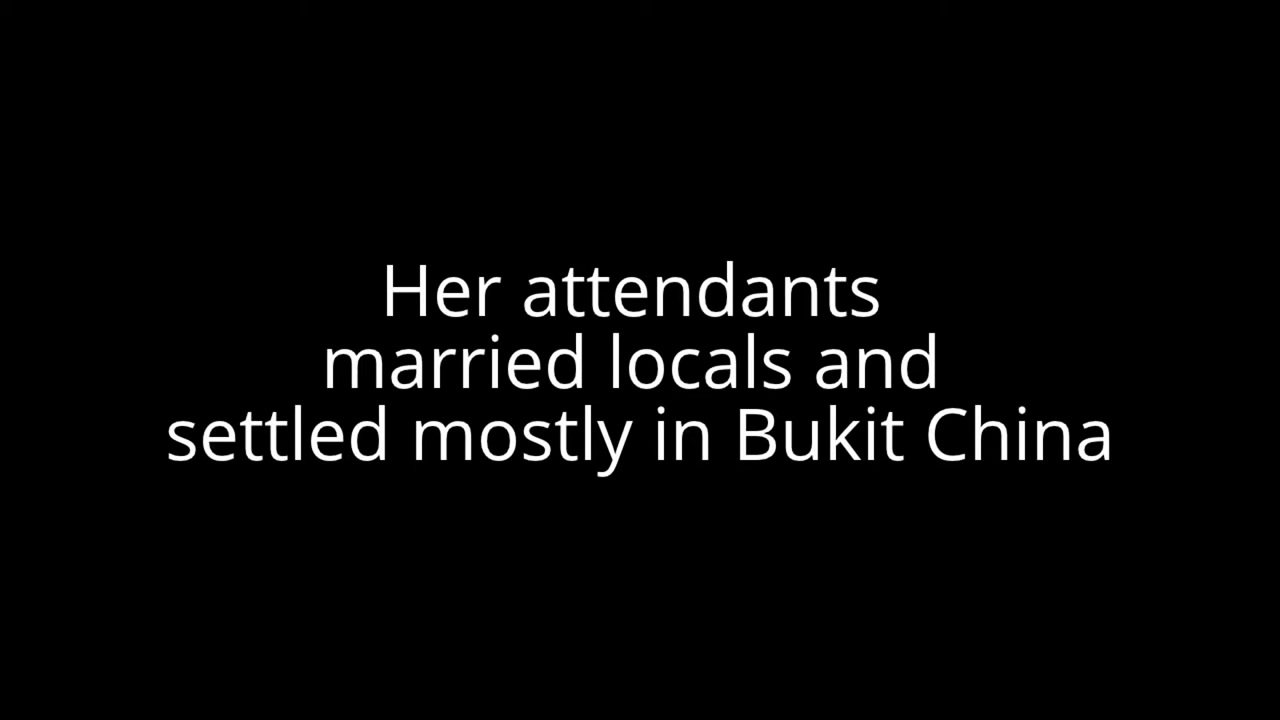 Her attendants
married locals and
settled mostly in Bukit China